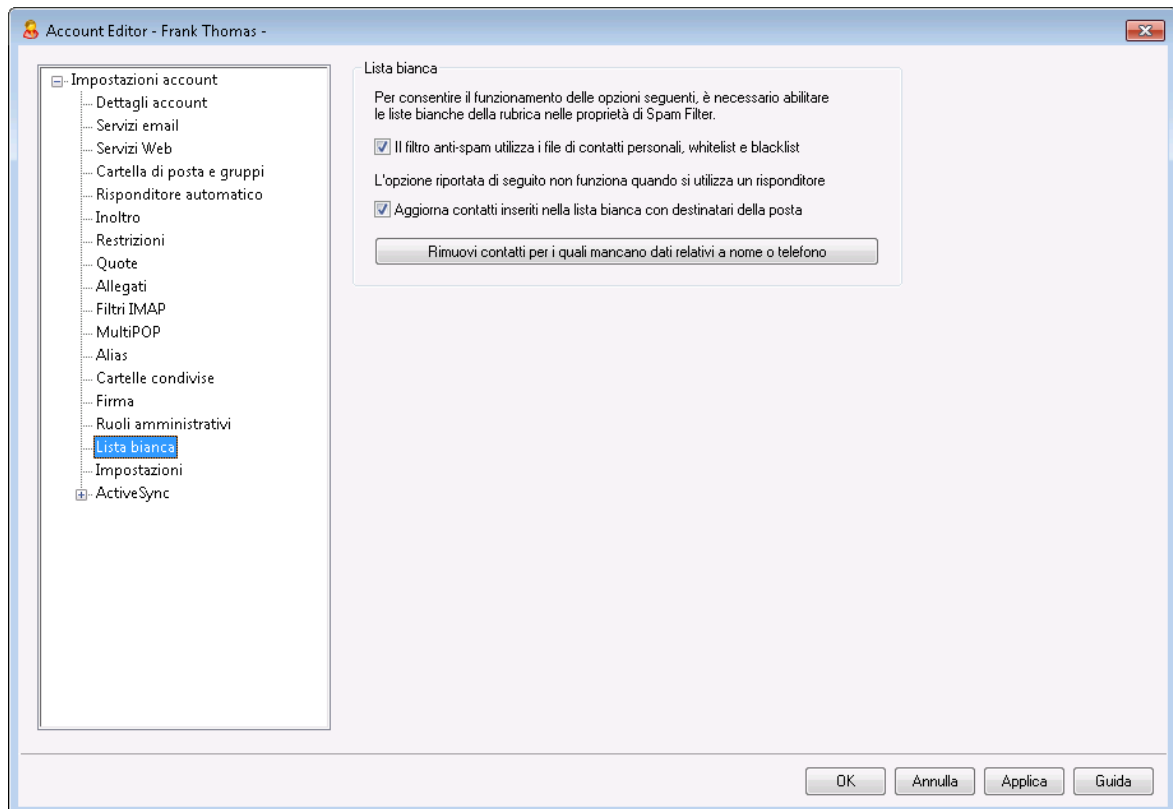 Account Editor - Frank Thomas -
Impostazioni account
Dettagli account
Servizi email
Servizi Web
Cartella di posta e gruppi
Risponditore automatico
Inoltro
Restrizioni
Quote
Allegati
Filtri IMAP
MultiPOP
Alias
Cartelle condivise
Firma
Ruoli amministrativi
Lista bianca
Impostazioni
ActiveSync
Lista bianca
Per consentire il funzionamento delle opzioni seguenti, è necessario abilitare
le liste bianche della rubrica nelle proprietà di Spam Filter.
Il filtro anti-spam utilizza i file di contatti personali, whitelist e blacklist
L'opzione riportata di seguito non funziona quando si utilizza un risponditore
Aggiorna contatti inseriti nella lista bianca con destinatari della posta
Rimuovi contatti per i quali mancano dati relativi a nome o telefono
OK
Annulla
Applica
Guida